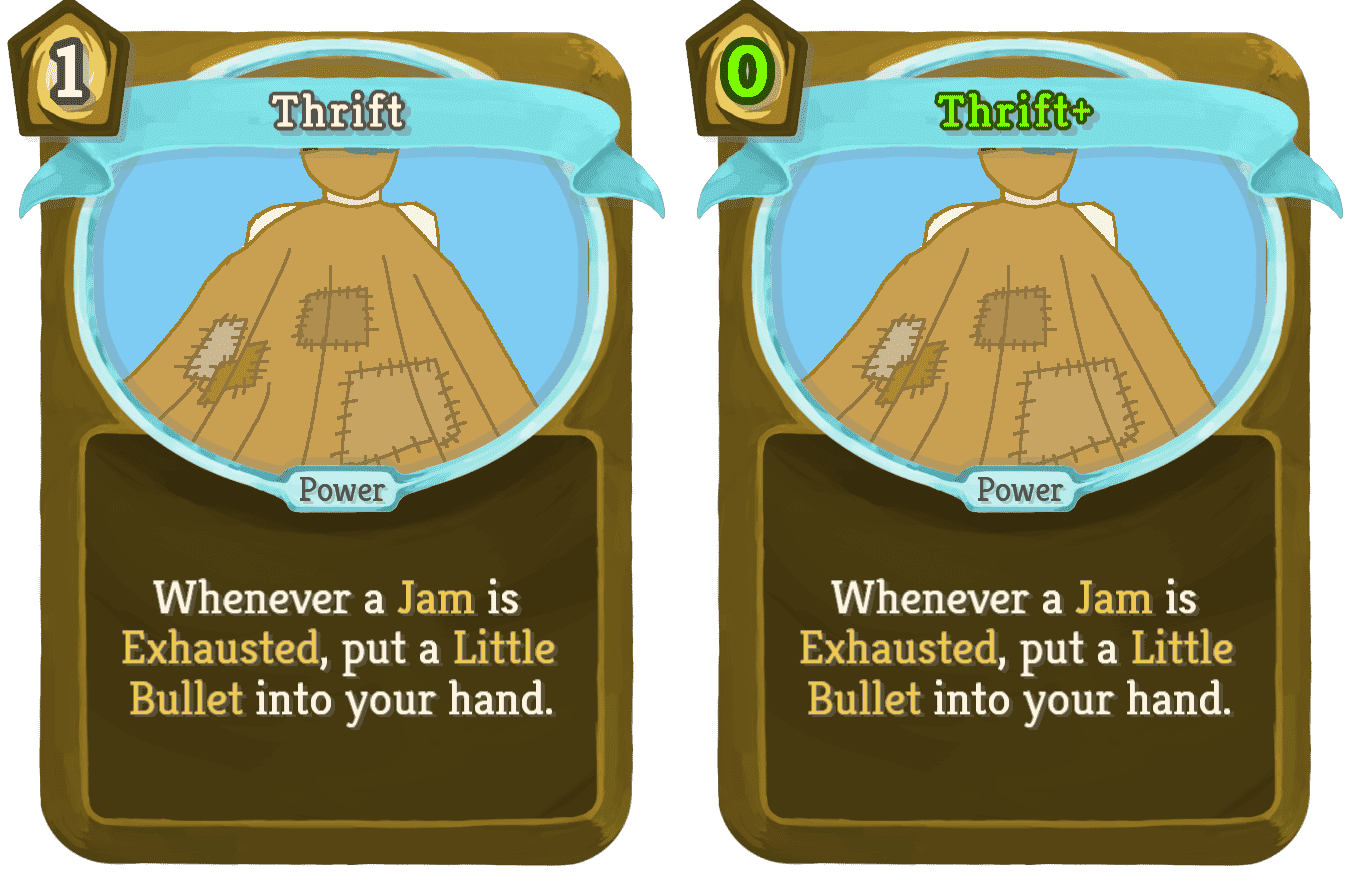 1
Thrift
Power
Whenever a Jam is
Exhausted, put a Little
Bullet into your hand.
0
Thrift+
Power
Whenever a Jam is
Exhausted, put a Little
Bullet into your hand.